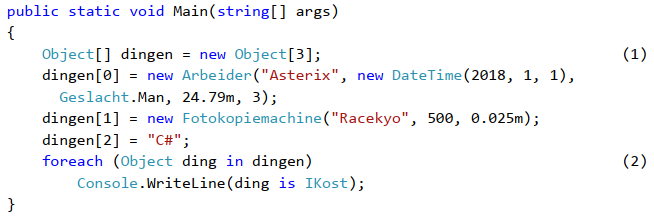 public static void Main(string[] args)
{
    Object[] dingen = new Object[3]; (1)
    dingen[0] = new Arbeider("Asterix", new DateTime(2018, 1, 1),
      Geslacht.Man, 24.79m, 3);
    dingen[1] = new Fotokopiemachine("Racekyo", 500, 0.025m);
    dingen[2] = "C#";
    foreach (Object ding in dingen) (2)
        Console.WriteLine(ding is IKost);
}